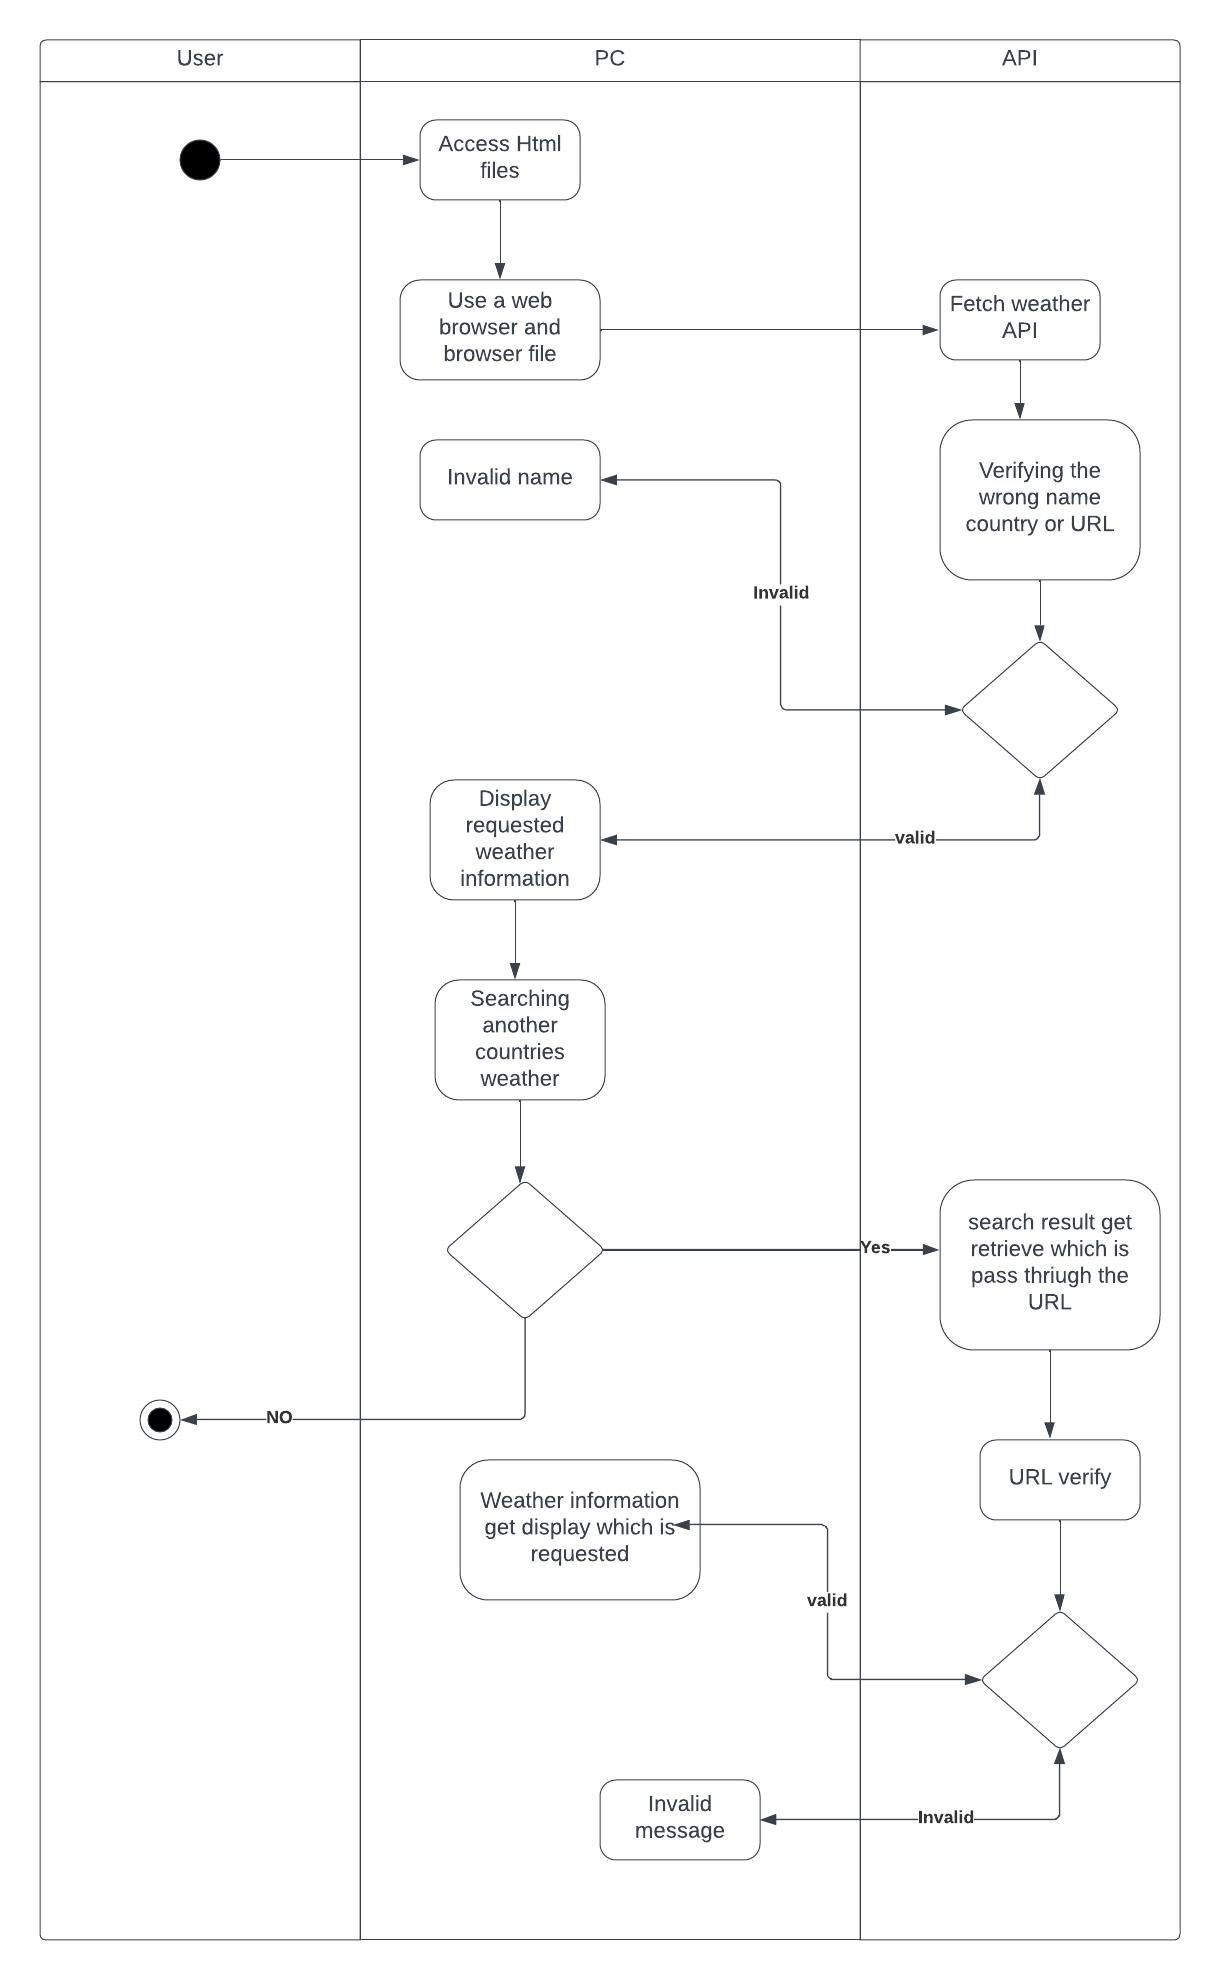 User
PC
API
Access Html
files
Use a web
browser and
browser file
Fetch weather
API
Invalid name
Verifying the
wrong name
country or URL
Invalid
Display
requested
weather
information
valid
Searching
another
countries
weather
Yes
search result get
retrieve which is
pass thriugh the
URL
NO
URL verify
Weather information
get display which is
requested
valid
Invalid
message
Invalid